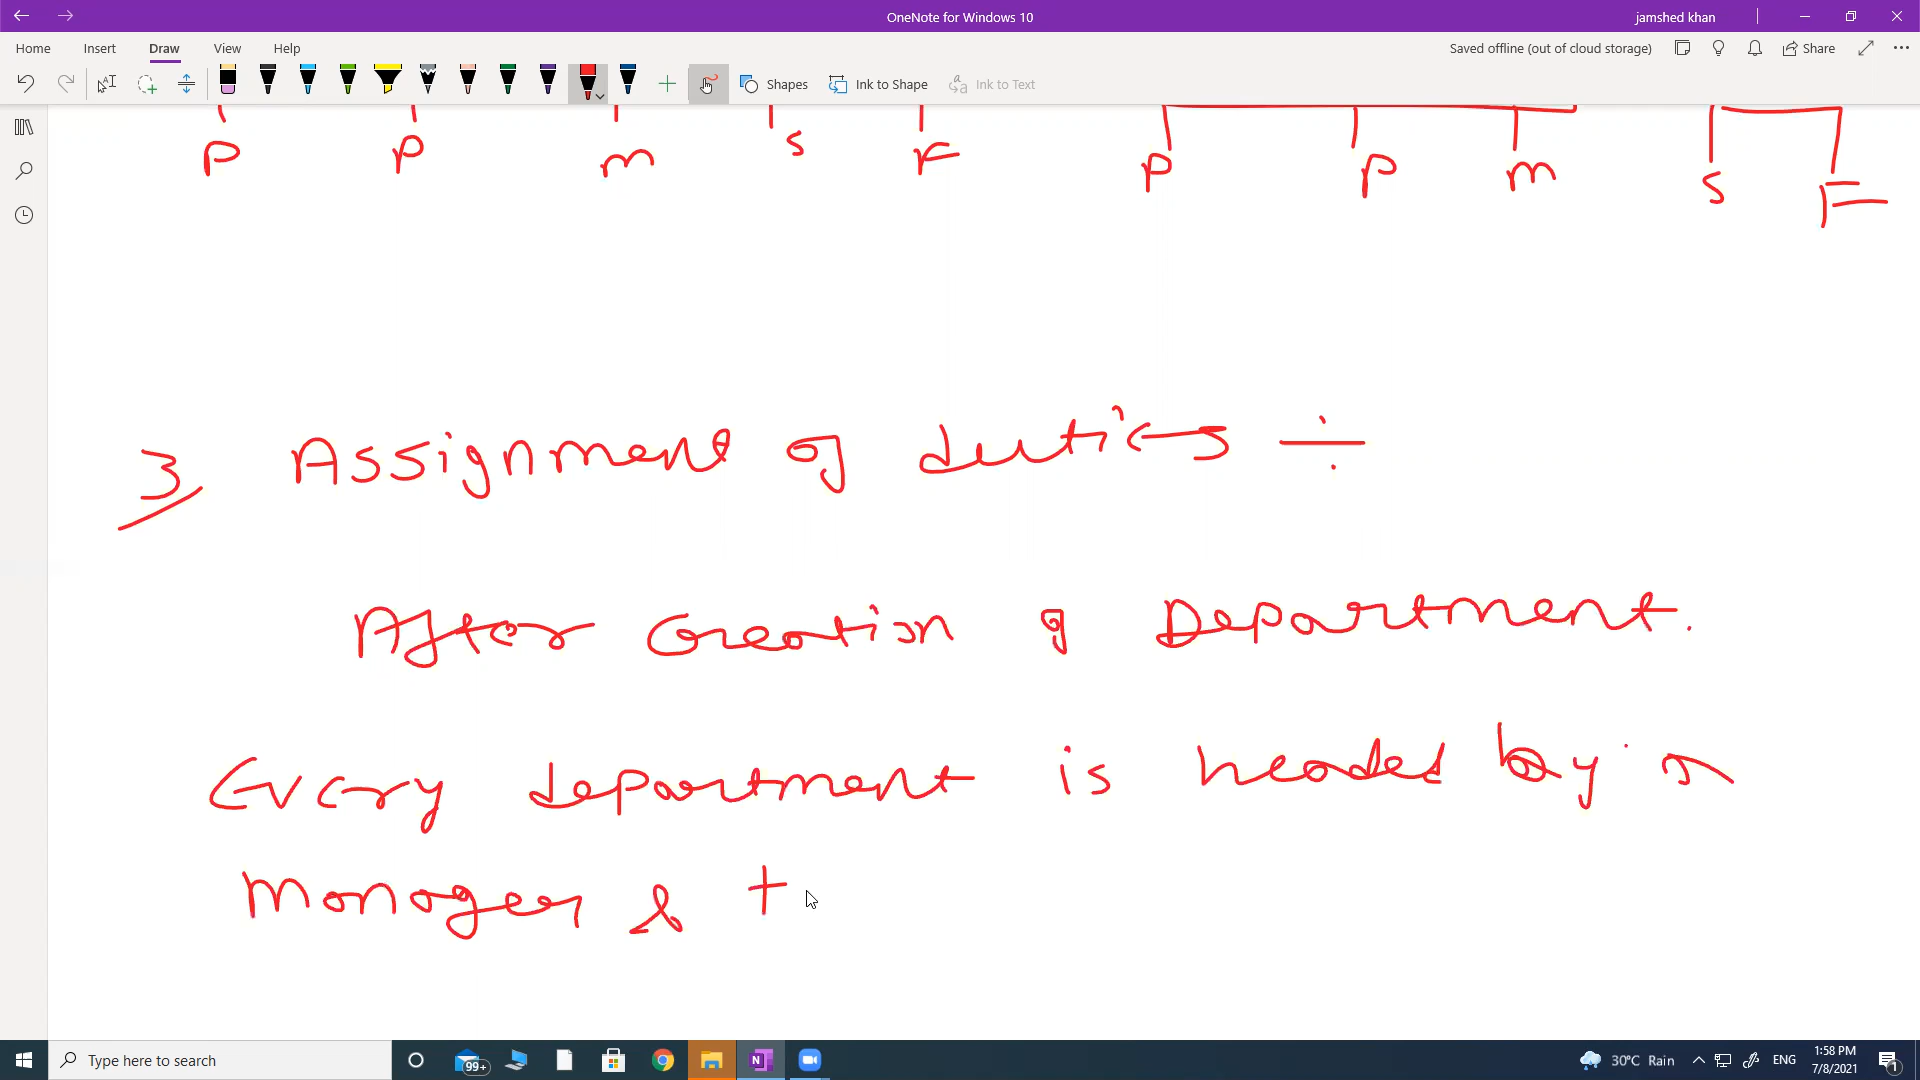 OneNote for Windows 10
jamshed khan
Home Insert Draw View Help
Saved offline (out of cloud storage)
Share
Shapes
Ink to Shape
Ink to Text
P P m s F P P m s F
3 Assignment of duties ÷
After Creation of Department.
Every department is headed by a
Manager & t
Type here to search
99+
N
30°C Rain
ENG
1:58 PM
7/8/2021
1